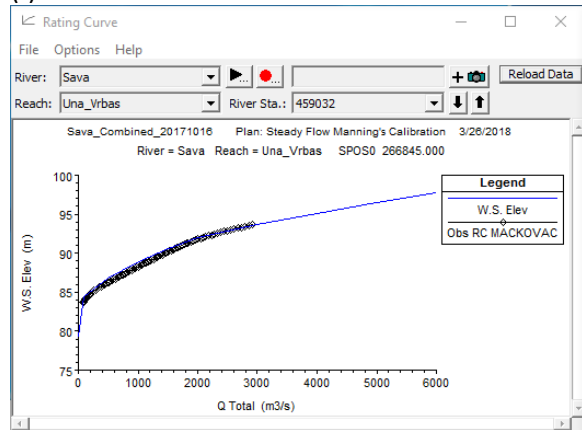 Rating Curve
File Options Help
River: Sava
+
Reload Data
Reach: Una_Vrbas River Sta.: 459032
Sava_Combined_20171016 Plan: Steady Flow Manning's Calibration 3/26/2018
River = Sava Reach = Una_Vrbas SPOS0 266845.000
100
95
90
85
80
75
W.S. Elev (m)
0 1000 2000 3000 4000 5000 6000
Q Total (m3/s)
Legend
W.S. Elev
Obs RC MACKOVAC